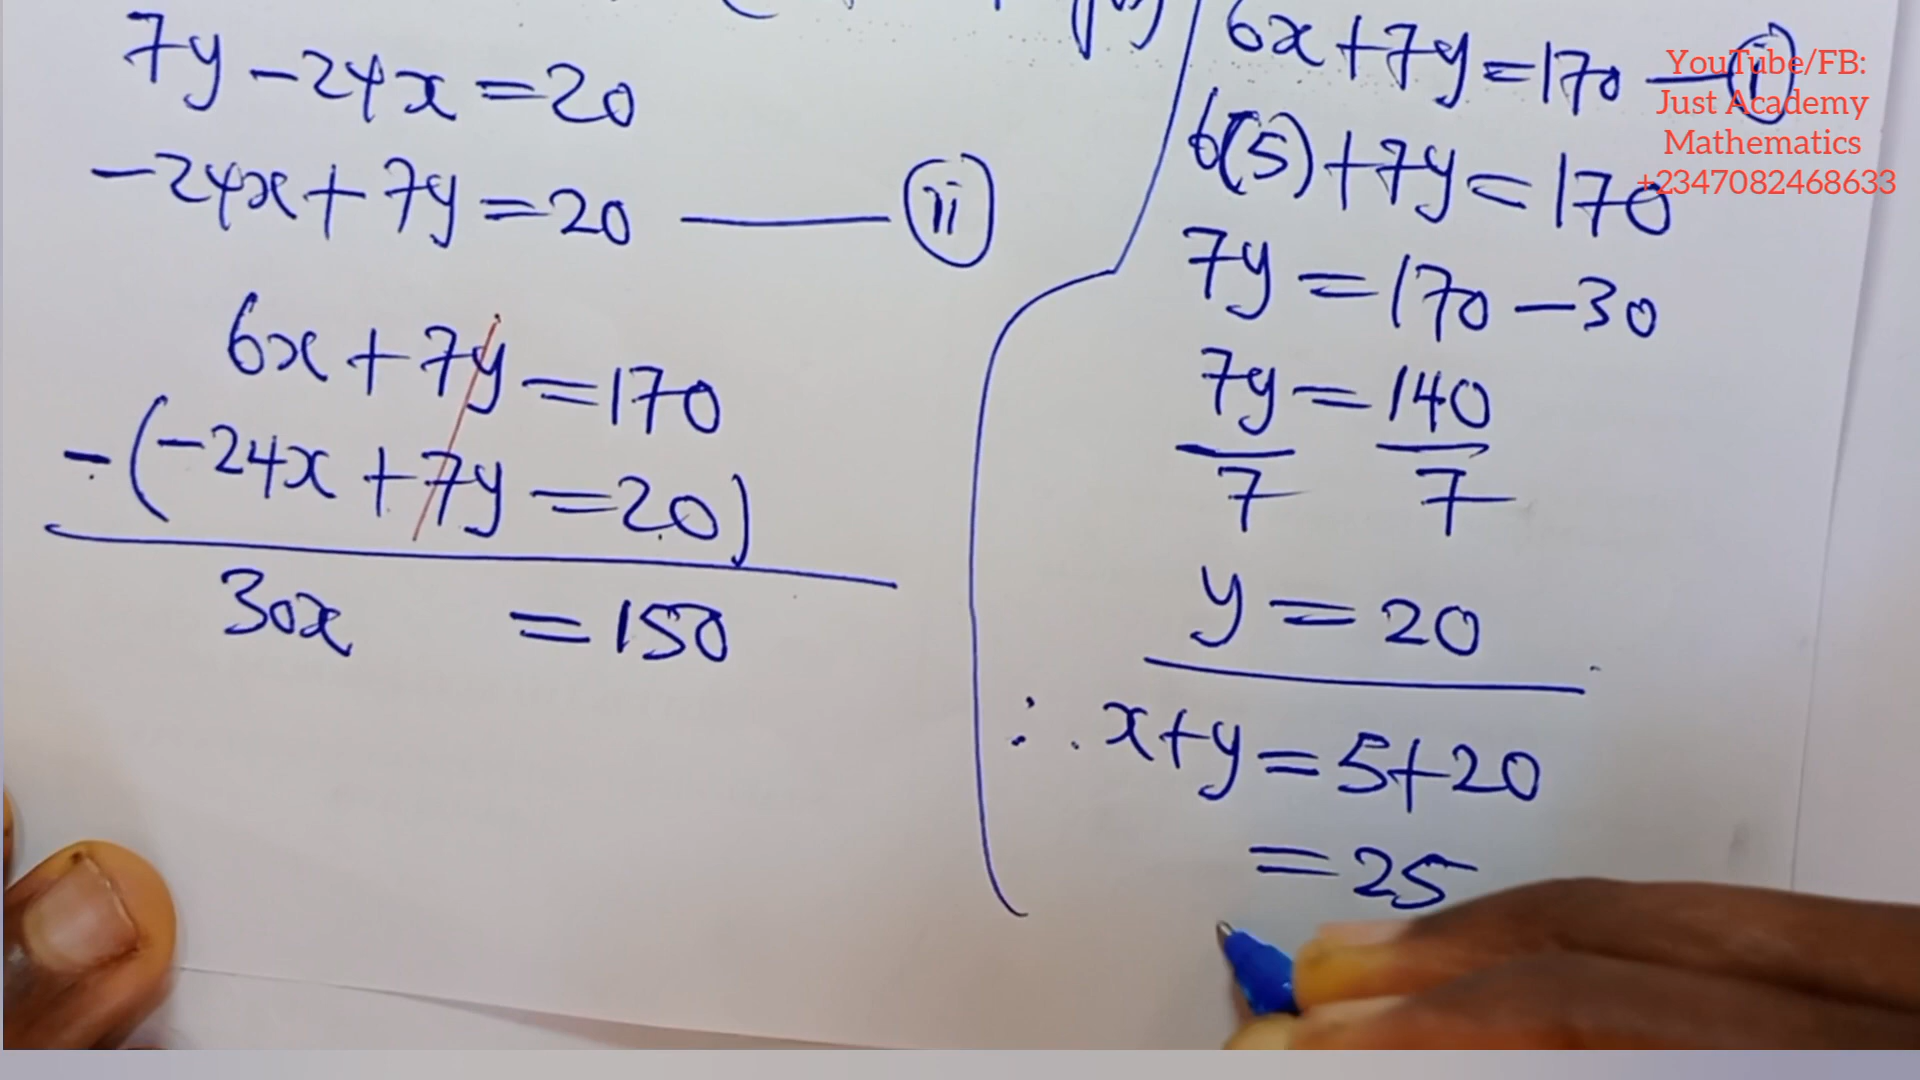 7y-24x=20
-24x+7y=20 —— (ii)
6x+7y=170
-(-24x+7y=20)
30x =150
6x+7y=170 — (i)
6(5)+7y=170
7y=170-30
7y=140
7 7
y=20
∴ x+y=5+20
=25
YouTube/FB:
Just Academy
Mathematics
+2347082468633